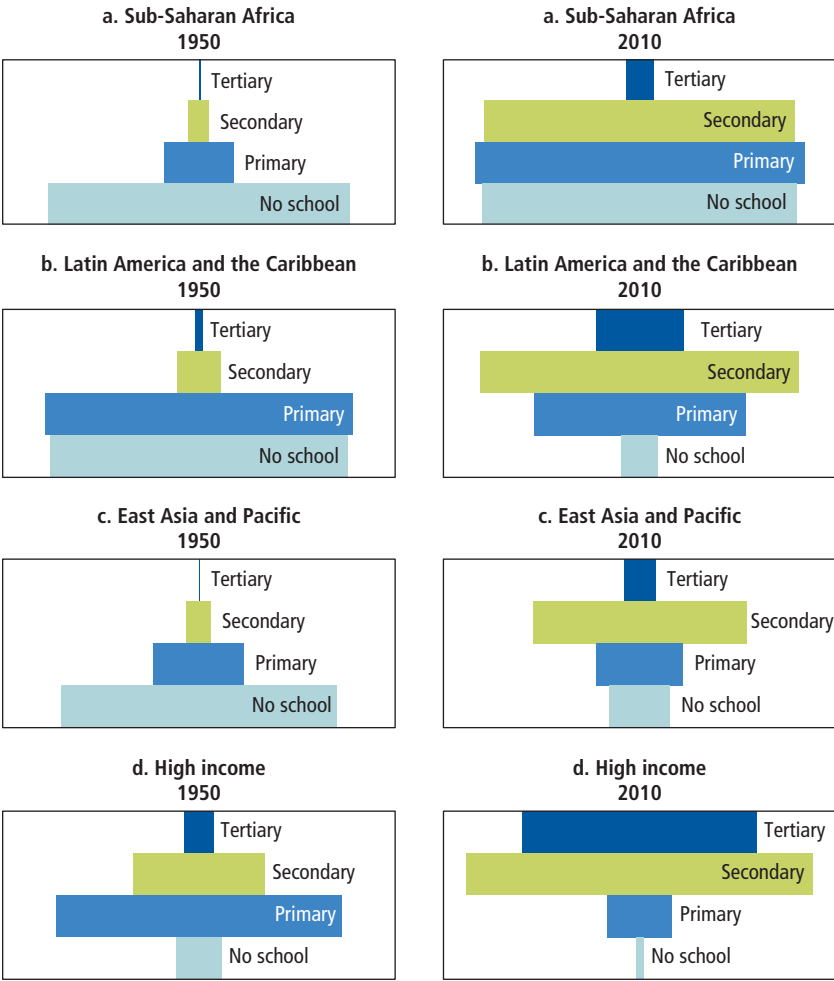 a. Sub-Saharan Africa
1950
Tertiary
Secondary
Primary
No school
a. Sub-Saharan Africa
2010
Tertiary
Secondary
Primary
No school
b. Latin America and the Caribbean
1950
Tertiary
Secondary
Primary
No school
b. Latin America and the Caribbean
2010
Tertiary
Secondary
Primary
No school
c. East Asia and Pacific
1950
Tertiary
Secondary
Primary
No school
c. East Asia and Pacific
2010
Tertiary
Secondary
Primary
No school
d. High income
1950
Tertiary
Secondary
Primary
No school
d. High income
2010
Tertiary
Secondary
Primary
No school